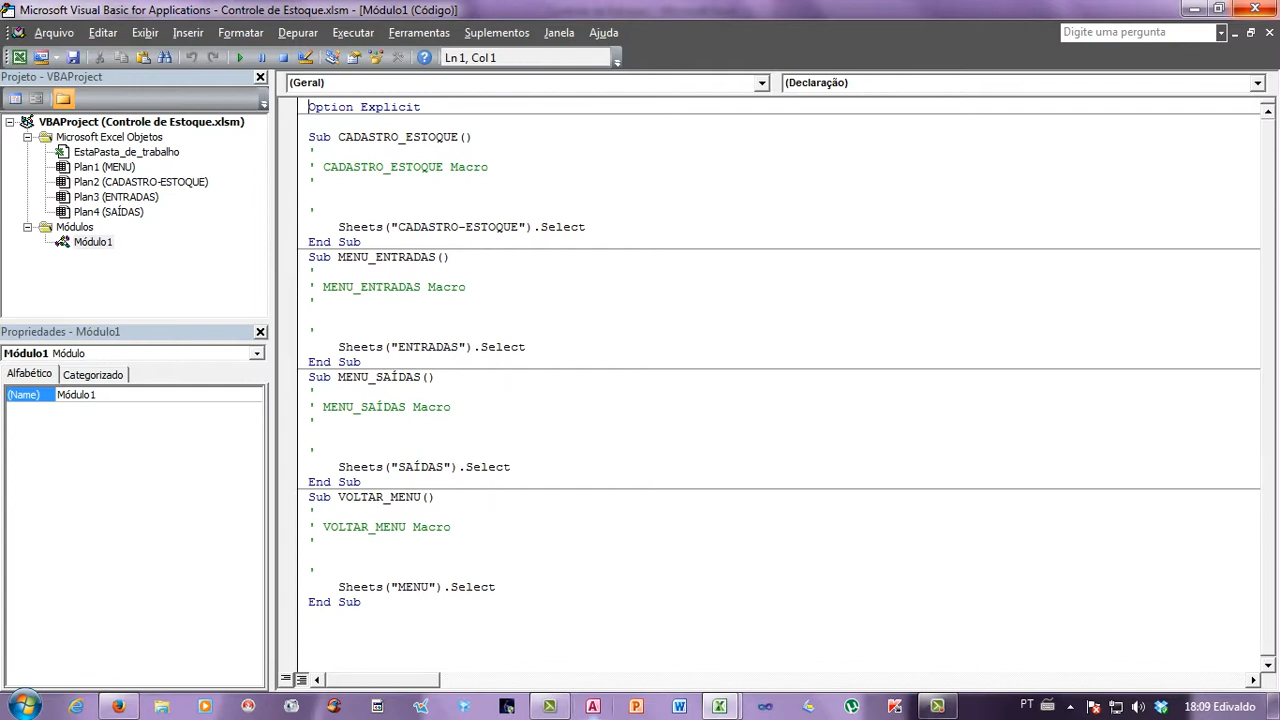 Microsoft Visual Basic for Applications - Controle de Estoque.xlsm - [Módulo1 (Código)]
Arquivo Editar Exibir Inserir Formatar Depurar Executar Ferramentas Suplementos Janela Ajuda Digite uma pergunta
Ln 1, Col 1
Projeto - VBAProject
(Geral) (Declaração)
VBAProject (Controle de Estoque.xlsm)
Microsoft Excel Objetos
EstaPasta_de_trabalho
Plan1 (MENU)
Plan2 (CADASTRO-ESTOQUE)
Plan3 (ENTRADAS)
Plan4 (SAÍDAS)
Módulos
Módulo1
Propriedades - Módulo1
Módulo1 Módulo
Alfabético Categorizado
(Name) Módulo1
Option Explicit
Sub CADASTRO_ESTOQUE()
'
' CADASTRO_ESTOQUE Macro
'
'
Sheets("CADASTRO-ESTOQUE").Select
End Sub
Sub MENU_ENTRADAS()
'
' MENU_ENTRADAS Macro
'
'
Sheets("ENTRADAS").Select
End Sub
Sub MENU_SAÍDAS()
'
' MENU_SAÍDAS Macro
'
'
Sheets("SAÍDAS").Select
End Sub
Sub VOLTAR_MENU()
'
' VOLTAR_MENU Macro
'
'
Sheets("MENU").Select
End Sub
PT 18:09 Edivaldo